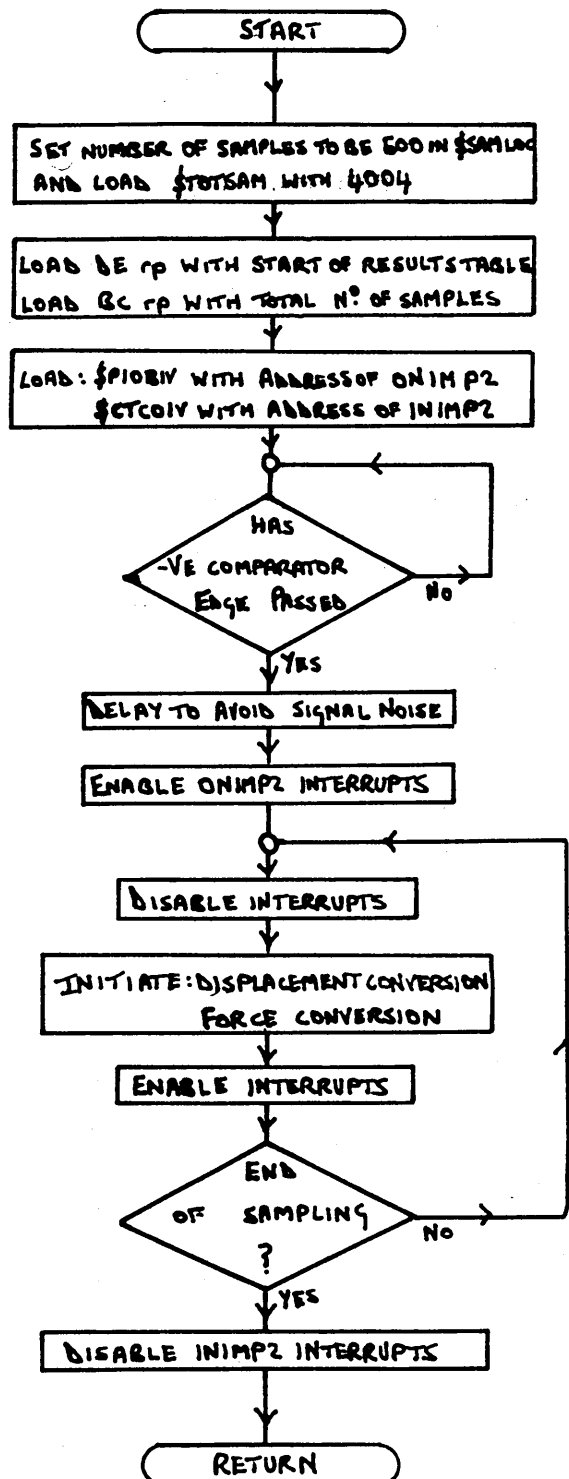 START
SET NUMBER OF SAMPLES TO BE 500 IN $SAMLOC
AND LOAD $TOTSAM WITH 4004
LOAD DE rp WITH START OF RESULTS TABLE
LOAD BC rp WITH TOTAL Nº OF SAMPLES
LOAD: $PIOBIV WITH ADDRESS OF ONIMP2
$CTCOIV WITH ADDRESS OF INIMP2
HAS
-VE COMPARATOR
EDGE PASSED
NO
YES
DELAY TO AVOID SIGNAL NOISE
ENABLE ONIMP2 INTERRUPTS
DISABLE INTERRUPTS
INITIATE: DISPLACEMENT CONVERSION
FORCE CONVERSION
ENABLE INTERRUPTS
END
OF SAMPLING
?
NO
YES
DISABLE INIMP2 INTERRUPTS
RETURN